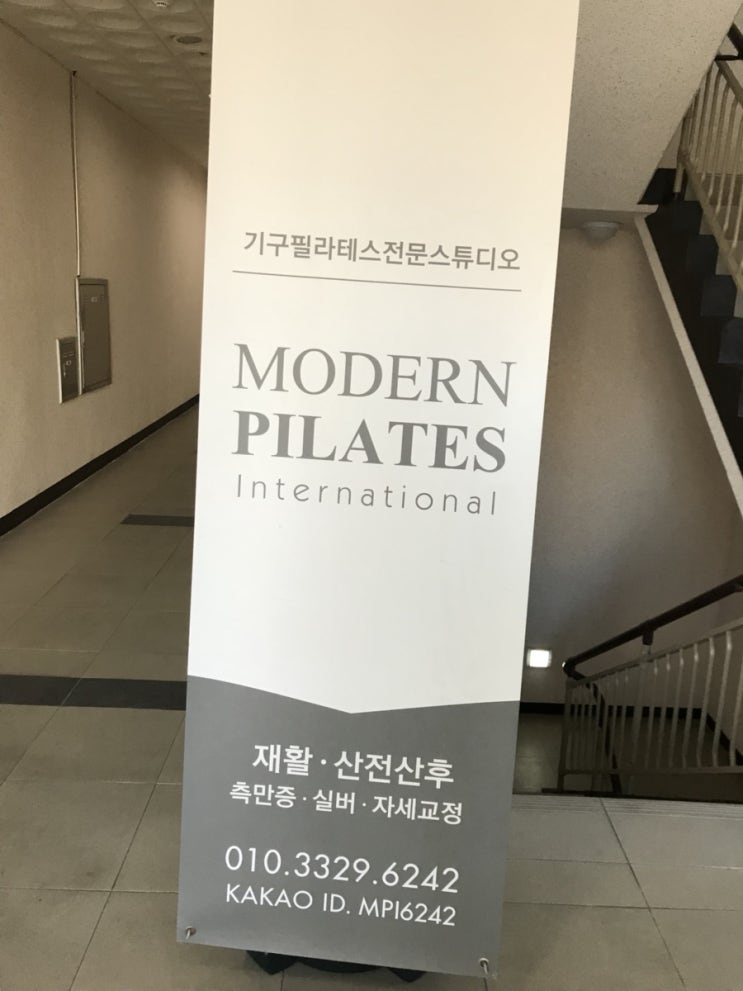 기구필라테스전문스튜디오
MODERN
PILATES
International
재활·산전산후
측만증·실버·자세교정
010.3329.6242
KAKAO ID. MPI6242